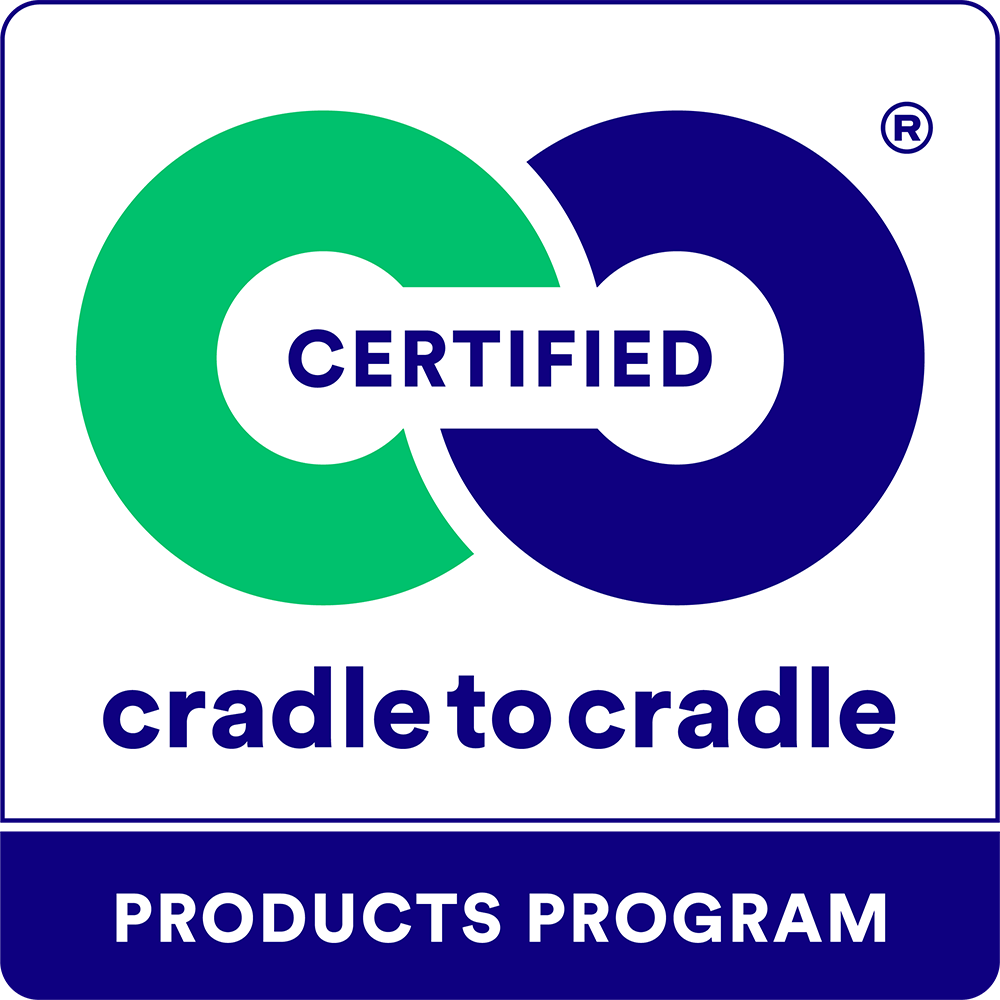 ®
CERTIFIED
cradle to cradle
PRODUCTS PROGRAM